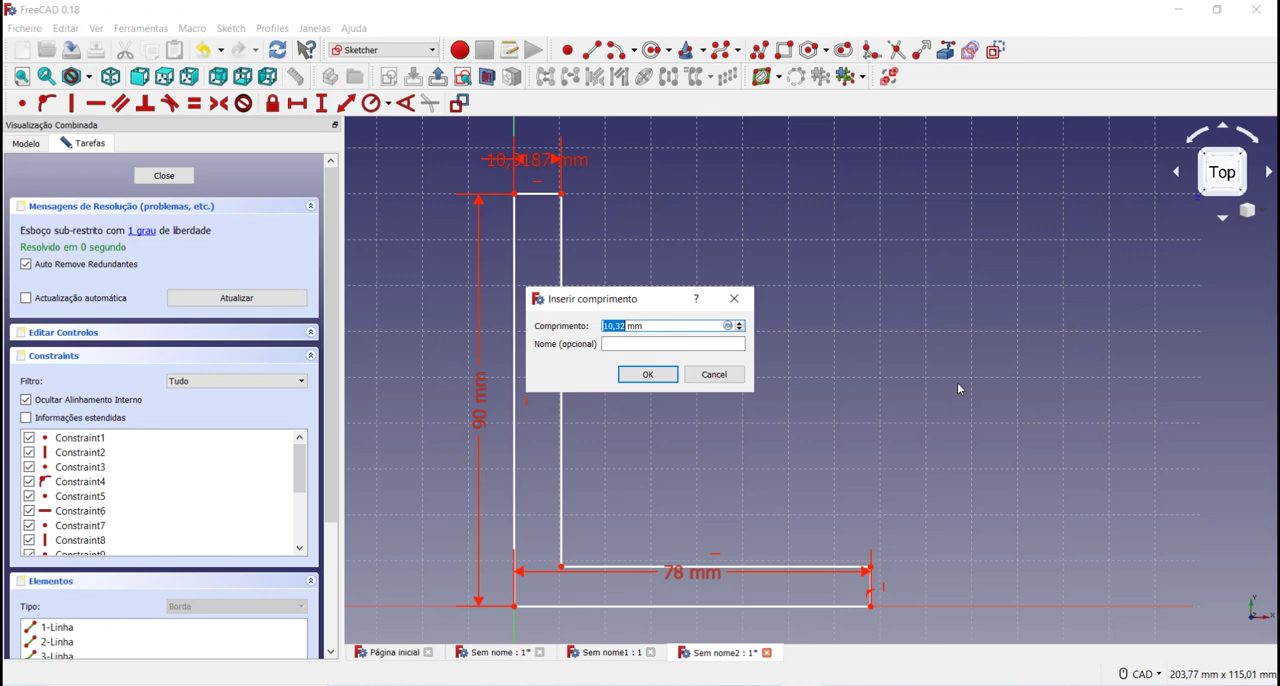 FreeCAD 0.18
Ficheiro Editar Ver Ferramentas Macro Sketch Profiles Janelas Ajuda
Sketcher
Visualização Combinada
Modelo Tarefas
Close
Mensagens de Resolução (problemas, etc.)
Esboço sub-restrito com 1 grau de liberdade
Resolvido em 0 segundo
Auto Remove Redundantes
Actualização automática Atualizar
Editar Controlos
Constraints
Filtro: Tudo
Ocultar Alinhamento Interno
Informações estendidas
Constraint1
Constraint2
Constraint3
Constraint4
Constraint5
Constraint6
Constraint7
Constraint8
Constraint9
Elementos
Tipo: Borda
1-Linha
2-Linha
3-Linha
10,3187 mm
90 mm
78 mm
Inserir comprimento ?
Comprimento: 10,32 mm
Nome (opcional)
OK Cancel
Top
Z
Y
X
Página inicial Sem nome : 1* Sem nome1 : 1 Sem nome2 : 1*
CAD 203,77 mm x 115,01 mm